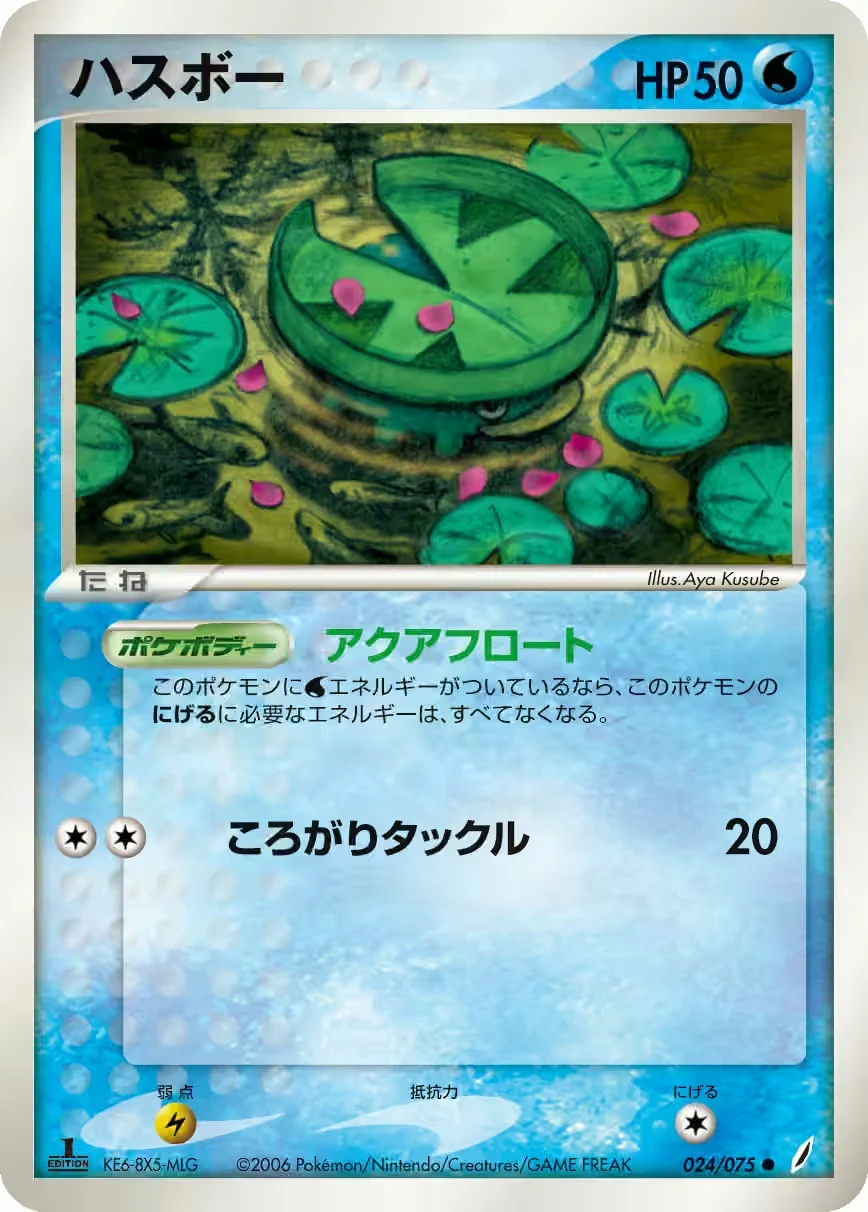 ハスボー
HP50
たね
Illus.Aya Kusube
ポケボディー アクアフロート
このポケモンにエネルギーがついているなら、このポケモンの
にげるに必要なエネルギーは、すべてなくなる。
ころがりタックル 20
弱点 抵抗力 にげる
1 EDITION KE6-8X5-MLG ©2006 Pokémon/Nintendo/Creatures/GAME FREAK 024/075